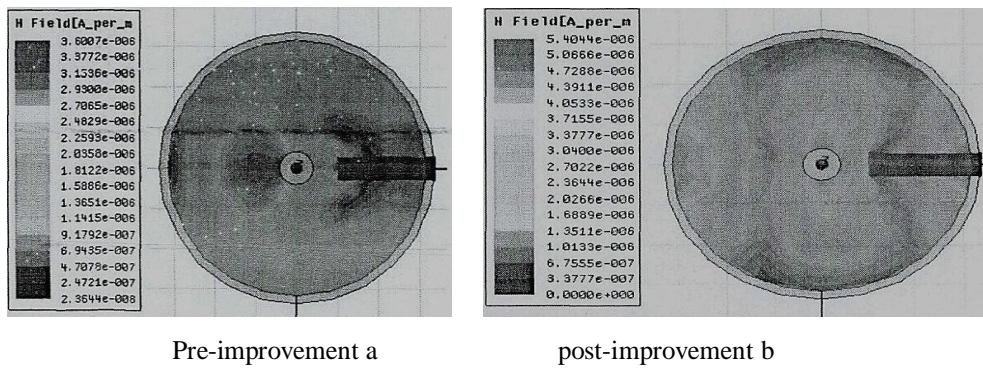 H Field[A_per_m
3.6007e-006
3.3772e-006
3.1536e-006
2.9300e-006
2.7065e-006
2.4829e-006
2.2593e-006
2.0358e-006
1.8122e-006
1.5886e-006
1.3651e-006
1.1415e-006
9.1792e-007
6.9435e-007
4.7078e-007
2.4721e-007
2.3644e-008
H Field[A_per_m
5.4044e-006
5.0666e-006
4.7288e-006
4.3911e-006
4.0533e-006
3.7155e-006
3.3777e-006
3.0400e-006
2.7022e-006
2.3644e-006
2.0266e-006
1.6889e-006
1.3511e-006
1.0133e-006
6.7555e-007
3.3777e-007
0.0000e+000
Pre-improvement a
post-improvement b